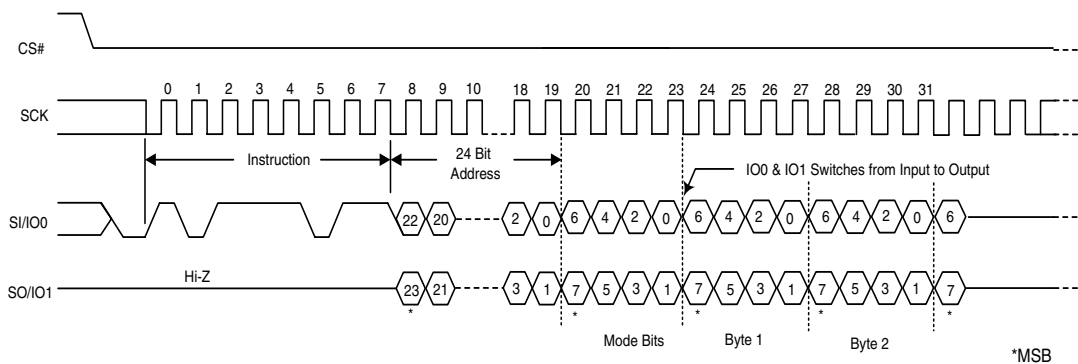 CS#
0 1 2 3 4 5 6 7 8 9 10 18 19 20 21 22 23 24 25 26 27 28 29 30 31
SCK
Instruction
24 Bit
Address
IO0 & IO1 Switches from Input to Output
SI/IO0
22 20 2 0 6 4 2 0 6 4 2 0 6 4 2 0 6
Hi-Z
SO/IO1
23 21 3 1 7 5 3 1 7 5 3 1 7 5 3 1 7
* * * * *
Mode Bits Byte 1 Byte 2
*MSB